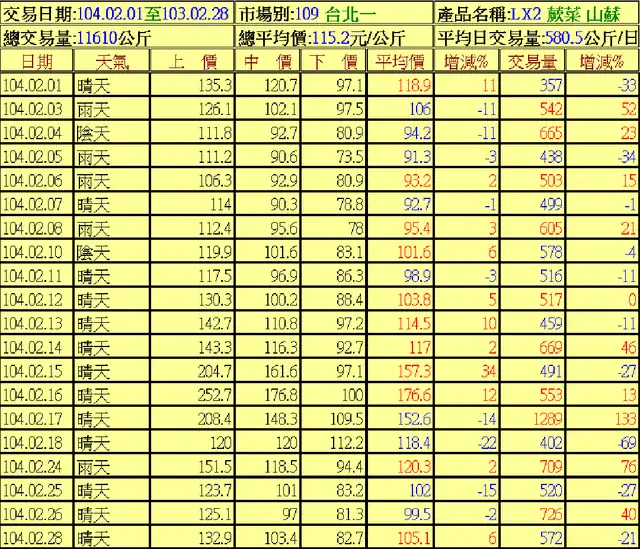 交易日期:104.02.01至103.02.28 市場別:109 台北一 產品名稱:LX2 蕨菜 山蘇
總交易量:11610公斤 總平均價:115.2元/公斤 平均日交易量:580.5公斤/日
日期 天氣 上 價 中 價 下 價 平均價 增減% 交易量 增減%
104.02.01 晴天 135.3 120.7 97.1 118.9 11 357 -33
104.02.03 雨天 126.1 102.1 97.5 106 -11 542 52
104.02.04 陰天 111.8 92.7 80.9 94.2 -11 665 23
104.02.05 雨天 111.2 90.6 73.5 91.3 -3 438 -34
104.02.06 雨天 106.3 92.9 80.9 93.2 2 503 15
104.02.07 晴天 114 90.3 78.8 92.7 -1 499 -1
104.02.08 雨天 112.4 95.6 78 95.4 3 605 21
104.02.10 陰天 119.9 101.6 83.1 101.6 6 578 -4
104.02.11 晴天 117.5 96.9 86.3 98.9 -3 516 -11
104.02.12 晴天 130.3 100.2 88.4 103.8 5 517 0
104.02.13 晴天 142.7 110.8 97.2 114.5 10 459 -11
104.02.14 晴天 143.3 116.3 92.7 117 2 669 46
104.02.15 晴天 204.7 161.6 97.1 157.3 34 491 -27
104.02.16 晴天 252.7 176.8 100 176.6 12 553 13
104.02.17 晴天 208.4 148.3 109.5 152.6 -14 1289 133
104.02.18 晴天 120 120 112.2 118.4 -22 402 -69
104.02.24 雨天 151.5 118.5 94.4 120.3 2 709 76
104.02.25 晴天 123.7 101 83.2 102 -15 520 -27
104.02.26 晴天 125.1 97 81.3 99.5 -2 726 40
104.02.28 晴天 132.9 103.4 82.7 105.1 6 572 -21